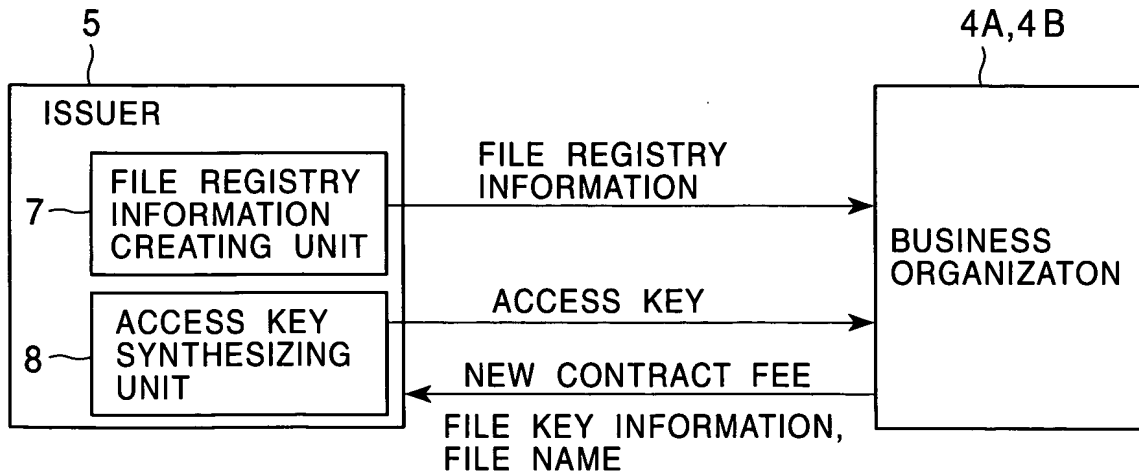 5
4A,4B
ISSUER
FILE REGISTRY
INFORMATION
CREATING UNIT
7
FILE REGISTRY
INFORMATION
BUSINESS
ORGANIZATON
ACCESS KEY
SYNTHESIZING
UNIT
8
ACCESS KEY
NEW CONTRACT FEE
FILE KEY INFORMATION,
FILE NAME